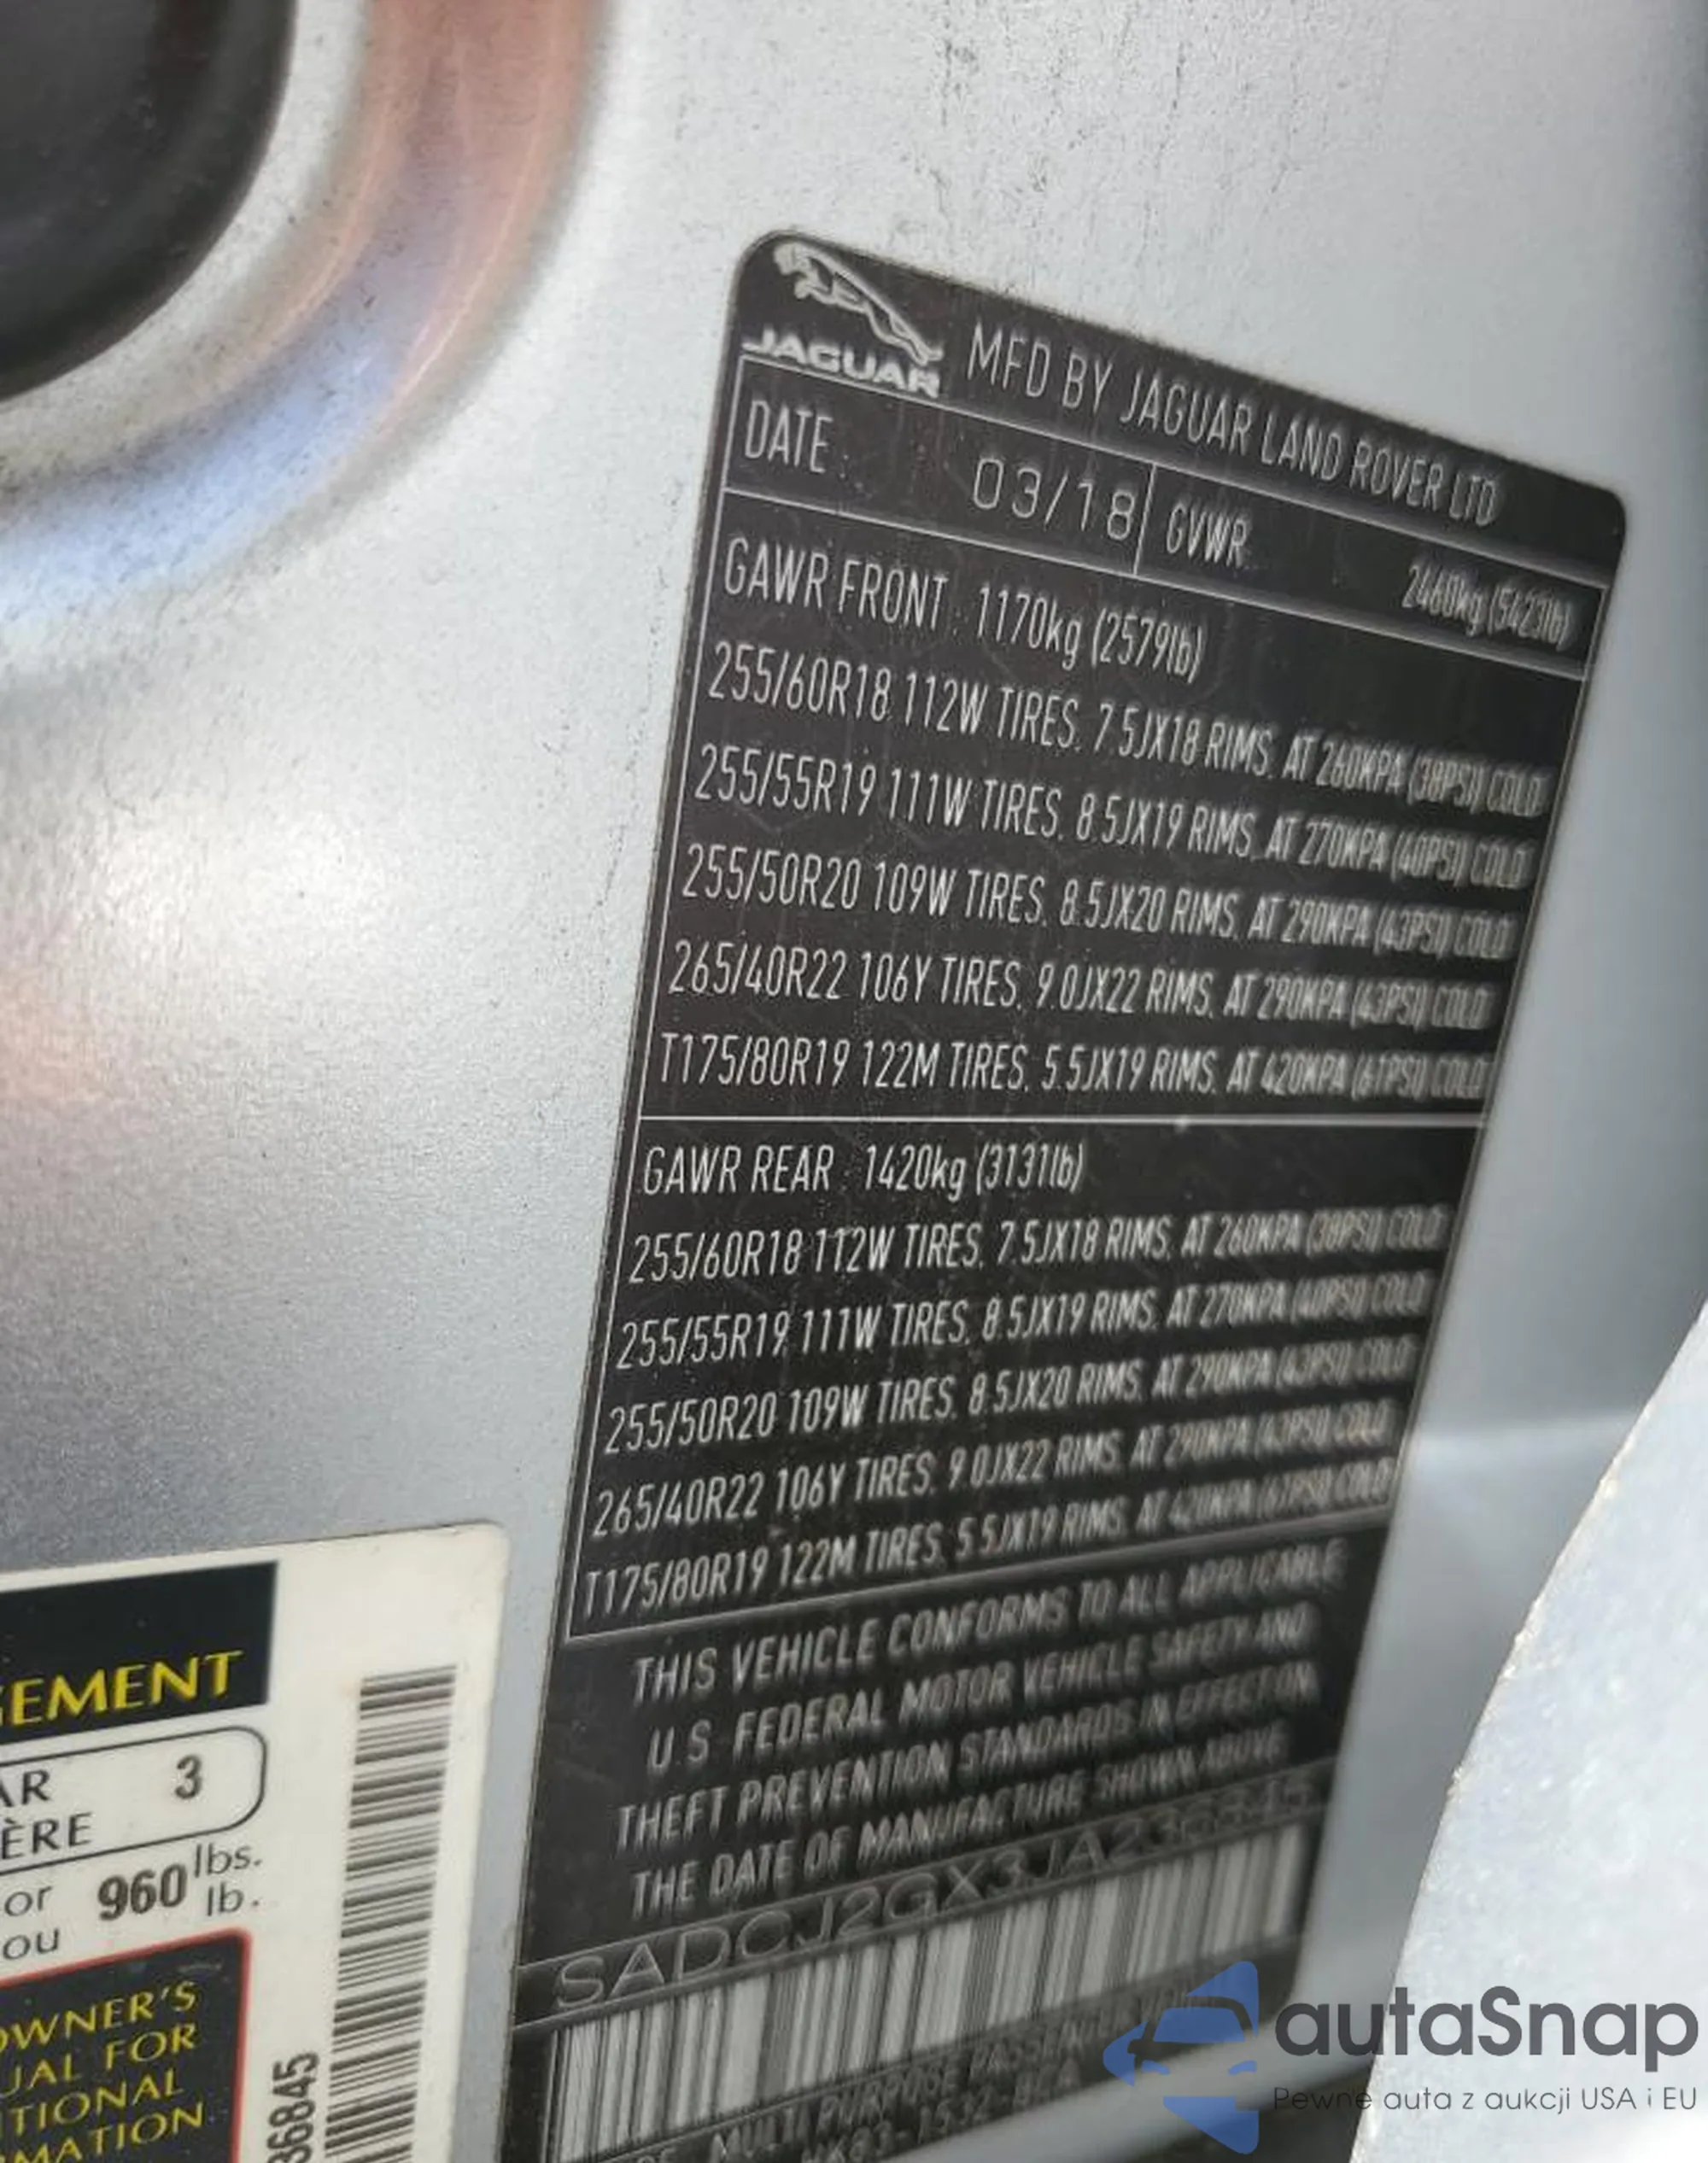 JAGUAR
MFD BY JAGUAR LAND ROVER LTD
DATE : 03/18 GVWR: 2460kg (5423lb)
GAWR FRONT : 1170kg (2579lb)
255/60R18 112W TIRES, 7.5JX18 RIMS, AT 260KPA (38PSI) COLD
255/55R19 111W TIRES, 8.5JX19 RIMS, AT 270KPA (40PSI) COLD
255/50R20 109W TIRES, 8.5JX20 RIMS, AT 290KPA (43PSI) COLD
265/40R22 106Y TIRES, 9.0JX22 RIMS, AT 290KPA (43PSI) COLD
T175/80R19 122M TIRES, 5.5JX19 RIMS, AT 420KPA (61PSI) COLD
GAWR REAR : 1420kg (3131lb)
255/60R18 112W TIRES, 7.5JX18 RIMS, AT 260KPA (38PSI) COLD
255/55R19 111W TIRES, 8.5JX19 RIMS, AT 270KPA (40PSI) COLD
255/50R20 109W TIRES, 8.5JX20 RIMS, AT 290KPA (43PSI) COLD
265/40R22 106Y TIRES, 9.0JX22 RIMS, AT 290KPA (43PSI) COLD
T175/80R19 122M TIRES, 5.5JX19 RIMS, AT 420KPA (61PSI) COLD
THIS VEHICLE CONFORMS TO ALL APPLICABLE
U.S. FEDERAL MOTOR VEHICLE SAFETY AND
THEFT PREVENTION STANDARDS IN EFFECT ON
THE DATE OF MANUFACTURE SHOWN ABOVE
SADCJ2GX3JA236845
MULTI PURPOSE PASSENGER
GEMENT
AR 3
ÈRE
or 960 lbs.
ou lb.
OWNER'S
UAL FOR
TIONAL
RMATION
36845
autaSnap
Pewne auta z aukcji USA i EU